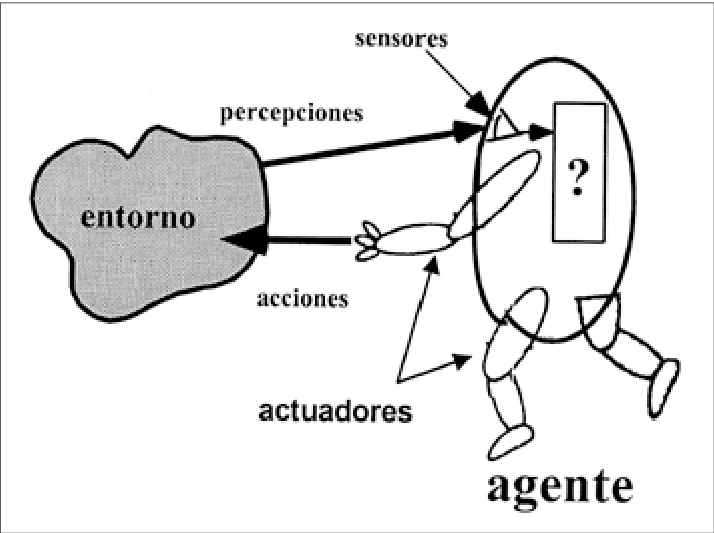 sensores
percepciones
?
entorno
acciones
actuadores
agente